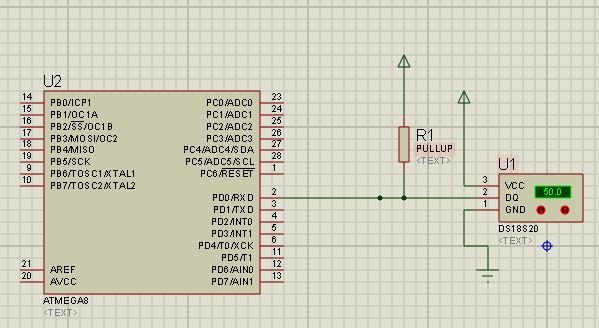 U2
14 PB0/ICP1 PC0/ADC0 23
15 PB1/OC1A PC1/ADC1 24
16 PB2/SS/OC1B PC2/ADC2 25
17 PB3/MOSI/OC2 PC3/ADC3 26
18 PB4/MISO PC4/ADC4/SDA 27
19 PB5/SCK PC5/ADC5/SCL 28
9 PB6/TOSC1/XTAL1 PC6/RESET 1
10 PB7/TOSC2/XTAL2
PD0/RXD 2
PD1/TXD 3
PD2/INT0 4
PD3/INT1 5
PD4/T0/XCK 6
PD5/T1 11
21 AREF PD6/AIN0 12
20 AVCC PD7/AIN1 13
ATMEGA8
<TEXT>
R1
PULLUP
<TEXT>
U1
3 VCC
2 DQ 50.0
1 GND
DS18S20
<TEXT>